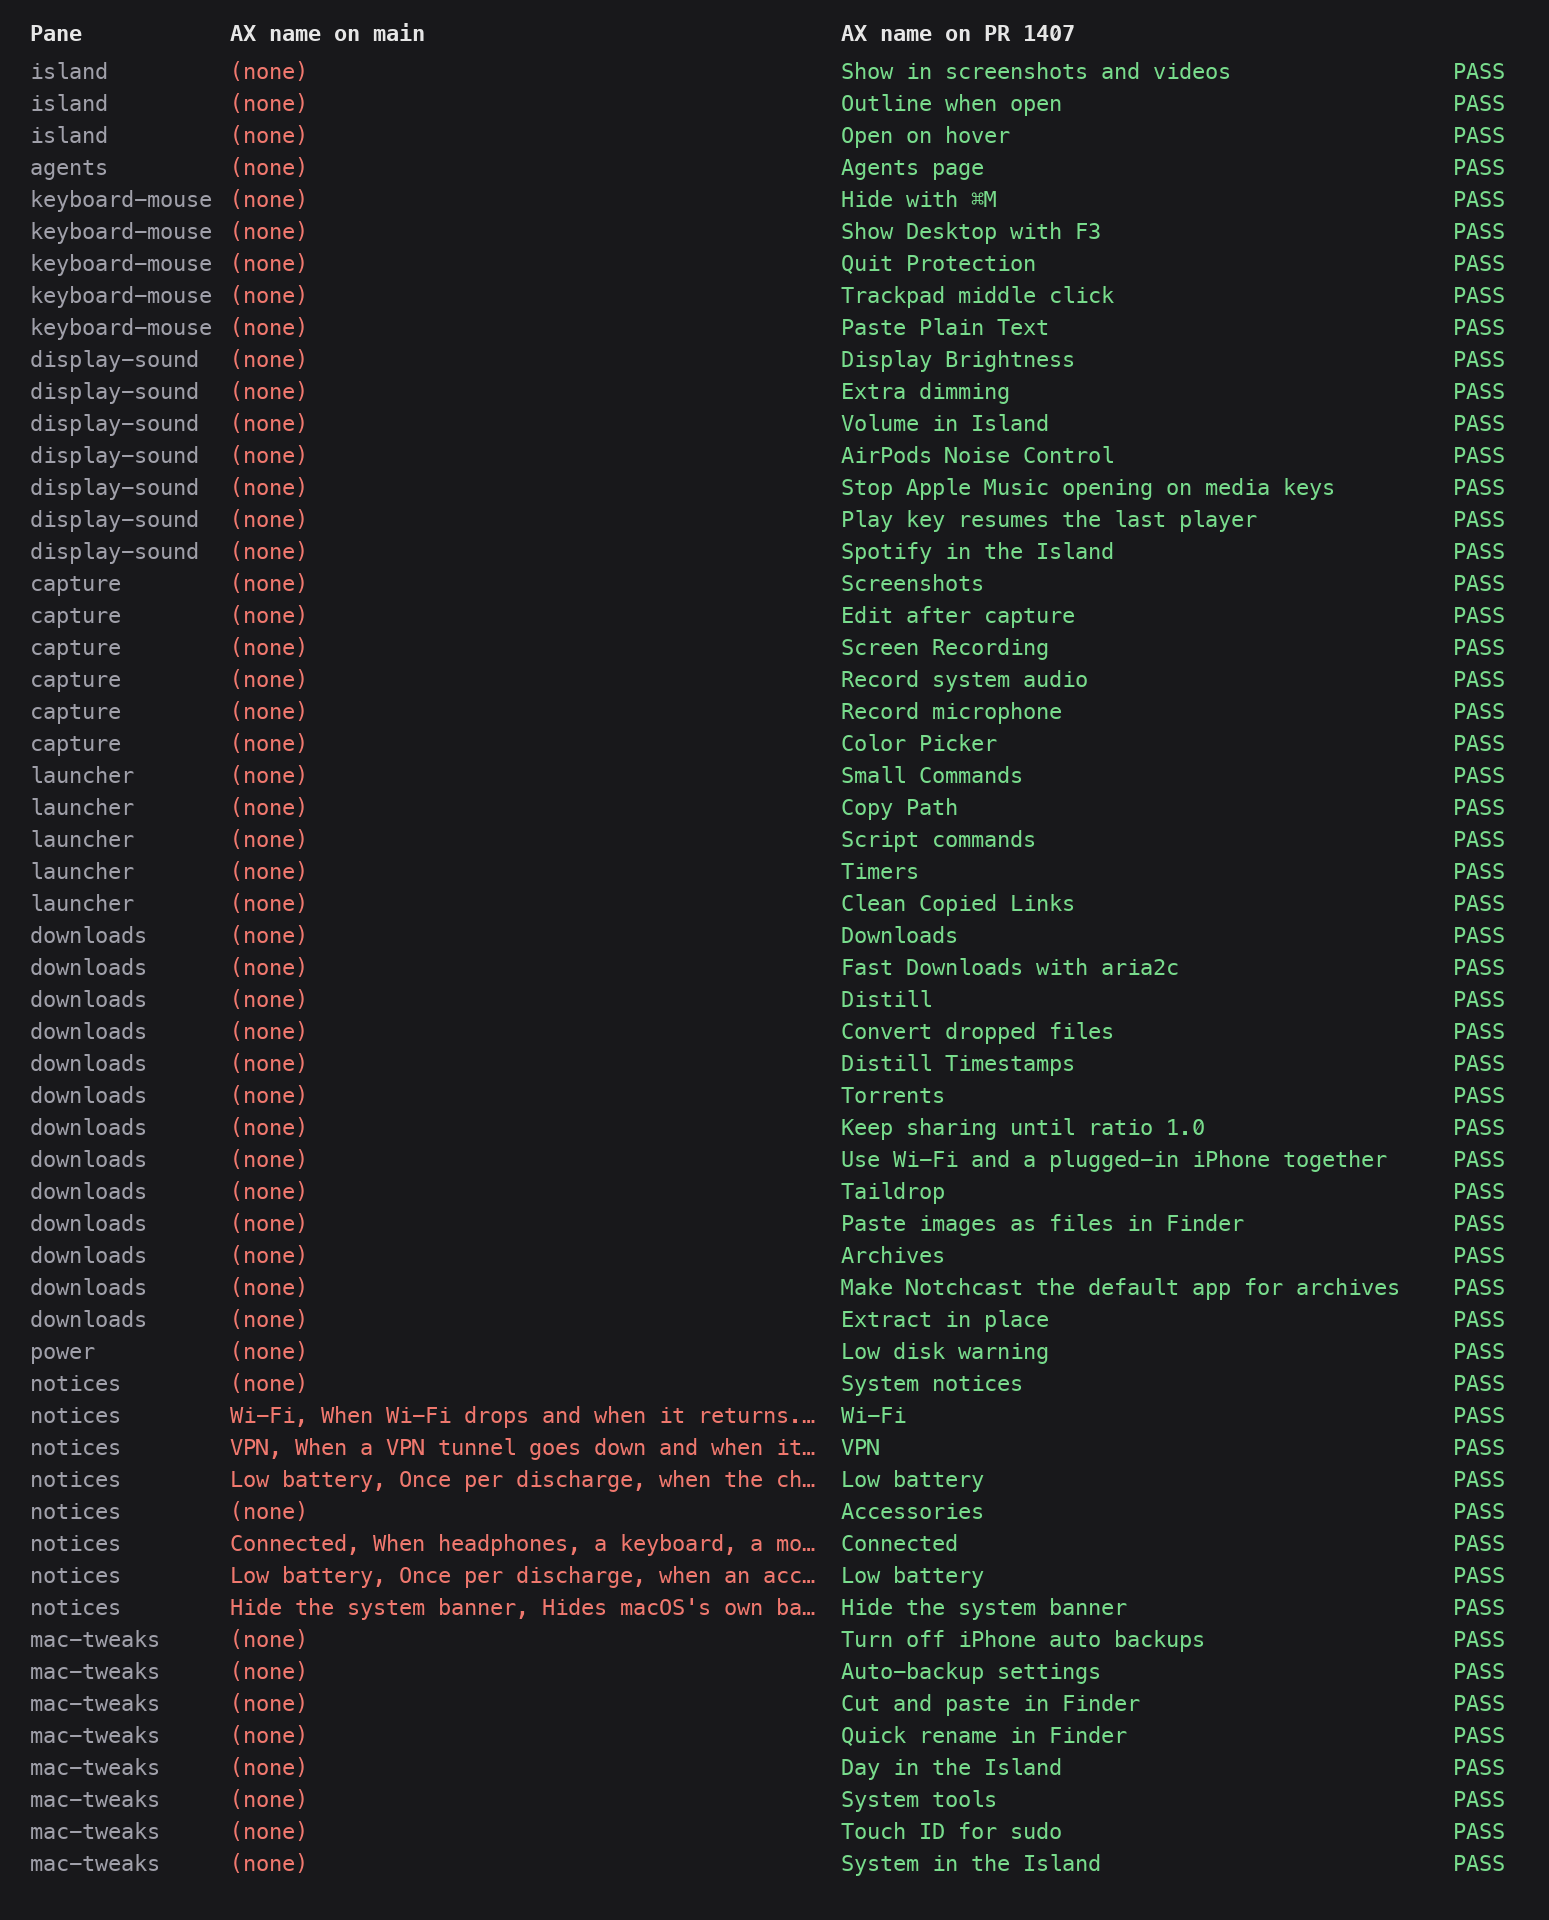 Pane AX name on main AX name on PR 1407
island (none) Show in screenshots and videos PASS
island (none) Outline when open PASS
island (none) Open on hover PASS
agents (none) Agents page PASS
keyboard-mouse (none) Hide with ⌘M PASS
keyboard-mouse (none) Show Desktop with F3 PASS
keyboard-mouse (none) Quit Protection PASS
keyboard-mouse (none) Trackpad middle click PASS
keyboard-mouse (none) Paste Plain Text PASS
display-sound (none) Display Brightness PASS
display-sound (none) Extra dimming PASS
display-sound (none) Volume in Island PASS
display-sound (none) AirPods Noise Control PASS
display-sound (none) Stop Apple Music opening on media keys PASS
display-sound (none) Play key resumes the last player PASS
display-sound (none) Spotify in the Island PASS
capture (none) Screenshots PASS
capture (none) Edit after capture PASS
capture (none) Screen Recording PASS
capture (none) Record system audio PASS
capture (none) Record microphone PASS
capture (none) Color Picker PASS
launcher (none) Small Commands PASS
launcher (none) Copy Path PASS
launcher (none) Script commands PASS
launcher (none) Timers PASS
launcher (none) Clean Copied Links PASS
downloads (none) Downloads PASS
downloads (none) Fast Downloads with aria2c PASS
downloads (none) Distill PASS
downloads (none) Convert dropped files PASS
downloads (none) Distill Timestamps PASS
downloads (none) Torrents PASS
downloads (none) Keep sharing until ratio 1.0 PASS
downloads (none) Use Wi-Fi and a plugged-in iPhone together PASS
downloads (none) Taildrop PASS
downloads (none) Paste images as files in Finder PASS
downloads (none) Archives PASS
downloads (none) Make Notchcast the default app for archives PASS
downloads (none) Extract in place PASS
power (none) Low disk warning PASS
notices (none) System notices PASS
notices Wi-Fi, When Wi-Fi drops and when it returns.… Wi-Fi PASS
notices VPN, When a VPN tunnel goes down and when it… VPN PASS
notices Low battery, Once per discharge, when the ch… Low battery PASS
notices (none) Accessories PASS
notices Connected, When headphones, a keyboard, a mo… Connected PASS
notices Low battery, Once per discharge, when an acc… Low battery PASS
notices Hide the system banner, Hides macOS's own ba… Hide the system banner PASS
mac-tweaks (none) Turn off iPhone auto backups PASS
mac-tweaks (none) Auto-backup settings PASS
mac-tweaks (none) Cut and paste in Finder PASS
mac-tweaks (none) Quick rename in Finder PASS
mac-tweaks (none) Day in the Island PASS
mac-tweaks (none) System tools PASS
mac-tweaks (none) Touch ID for sudo PASS
mac-tweaks (none) System in the Island PASS